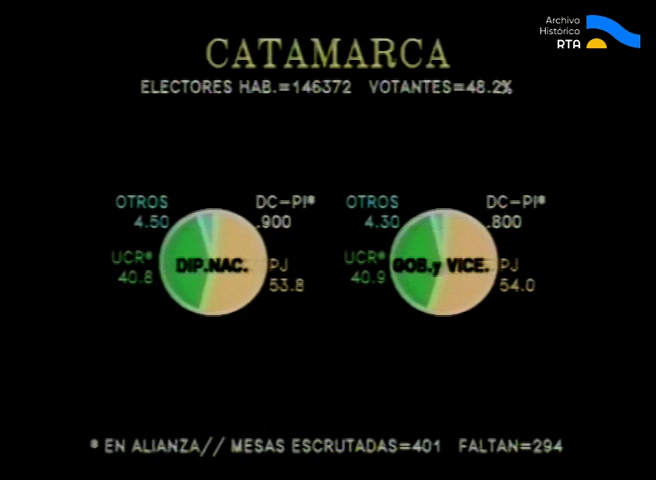 Archivo
Histórico
RTA
CATAMARCA
ELECTORES HAB.=146372 VOTANTES=48.2%
OTROS
4.50
DC-PI*
.900
UCR*
40.8
DIP.NAC.
PJ
53.8
OTROS
4.30
DC-PI*
.800
UCR*
40.9
GOB.y VICE.
PJ
54.0
* EN ALIANZA// MESAS ESCRUTADAS=401 FALTAN=294